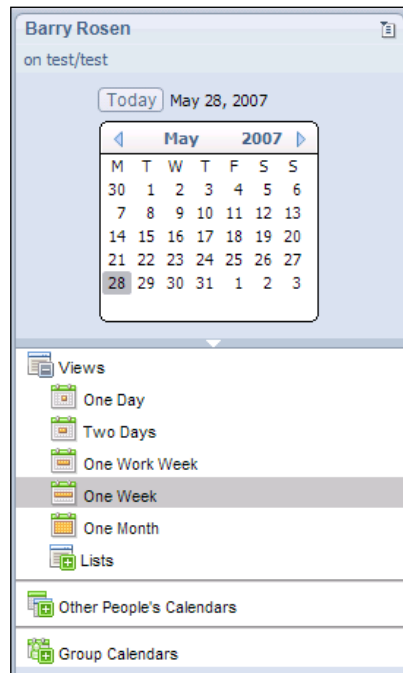 Barry Rosen
on test/test
Today May 28, 2007
May 2007
M T W T F S S
30 1 2 3 4 5 6
7 8 9 10 11 12 13
14 15 16 17 18 19 20
21 22 23 24 25 26 27
28 29 30 31 1 2 3
Views
One Day
Two Days
One Work Week
One Week
One Month
Lists
Other People's Calendars
Group Calendars